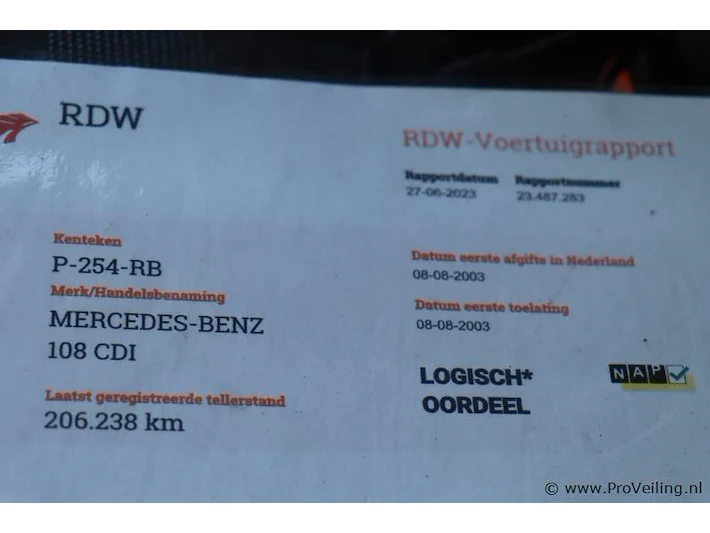 RDW
RDW-Voertuigrapport
Rapportdatum Rapportnummer
27-06-2023 23.487.283
Kenteken
P-254-RB
Merk/Handelsbenaming
MERCEDES-BENZ
108 CDI
Laatst geregistreerde tellerstand
206.238 km
Datum eerste afgifte in Nederland
08-08-2003
Datum eerste toelating
08-08-2003
LOGISCH*
OORDEEL
NAP
© www.ProVeiling.nl